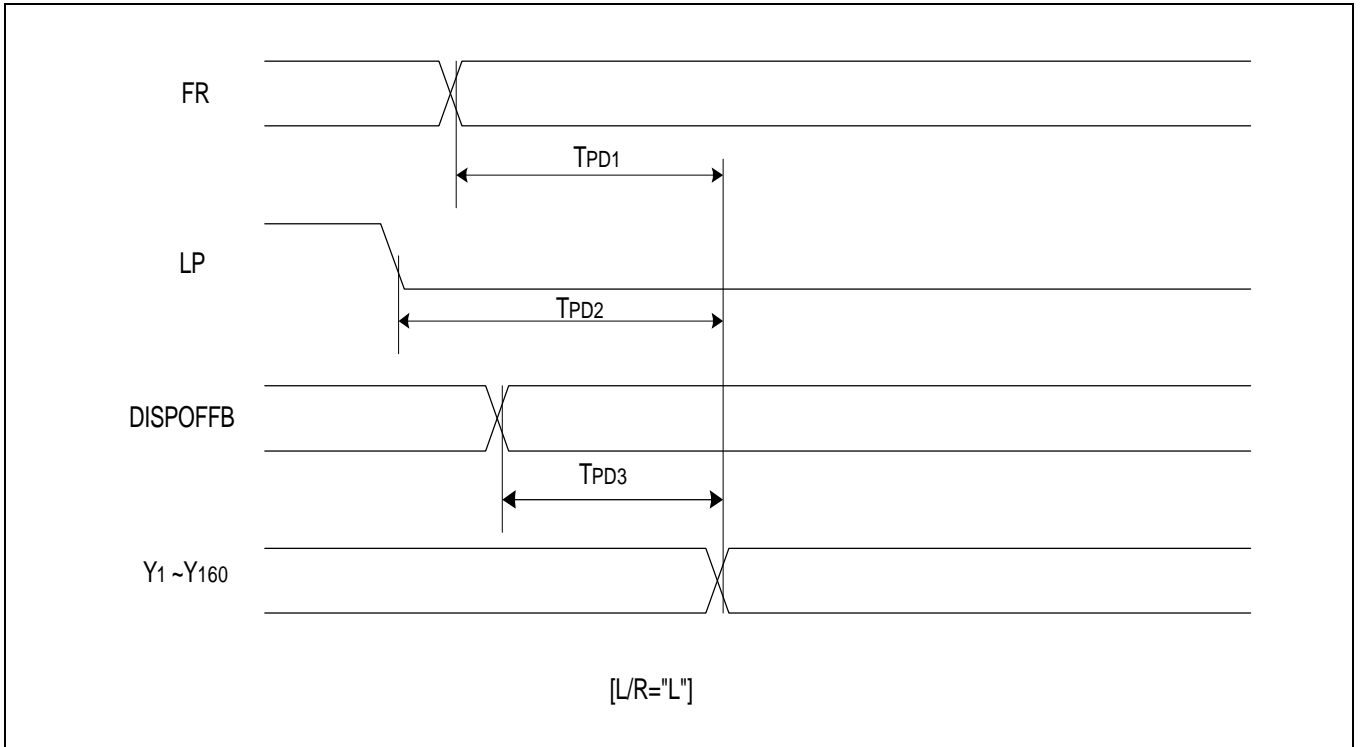 FR
TPD1
LP
TPD2
DISPOFFB
TPD3
Y1 ~Y160
[L/R="L"]